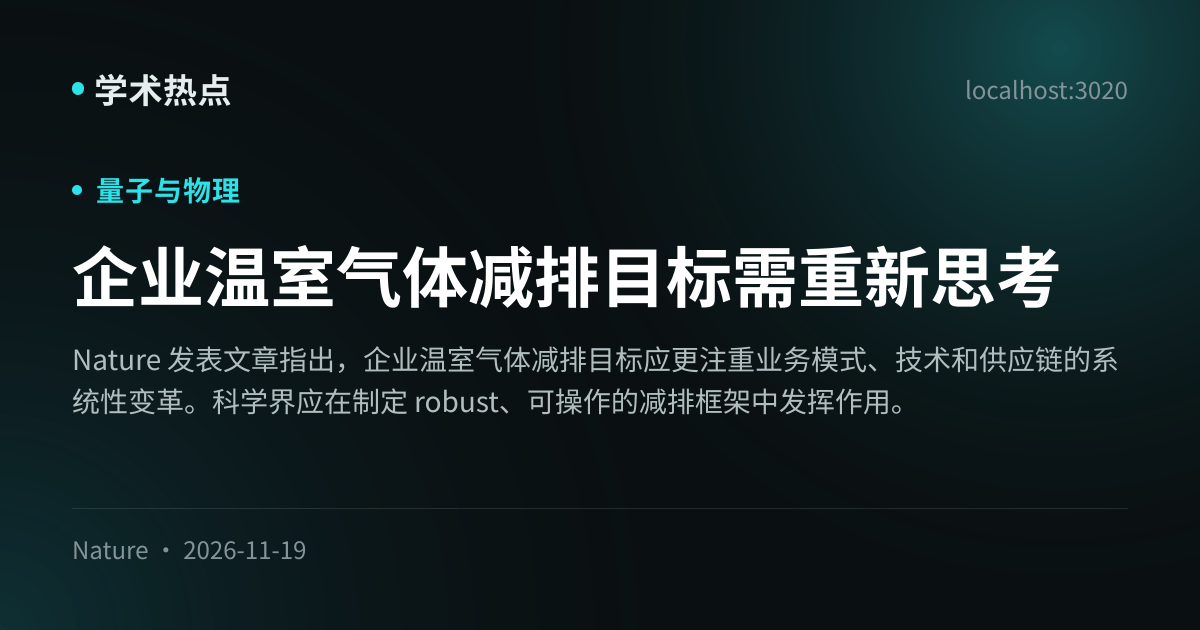 学术热点
localhost:3020
量子与物理
企业温室气体减排目标需重新思考
Nature 发表文章指出，企业温室气体减排目标应更注重业务模式、技术和供应链的系
统性变革。科学界应在制定 robust、可操作的减排框架中发挥作用。
Nature · 2026-11-19